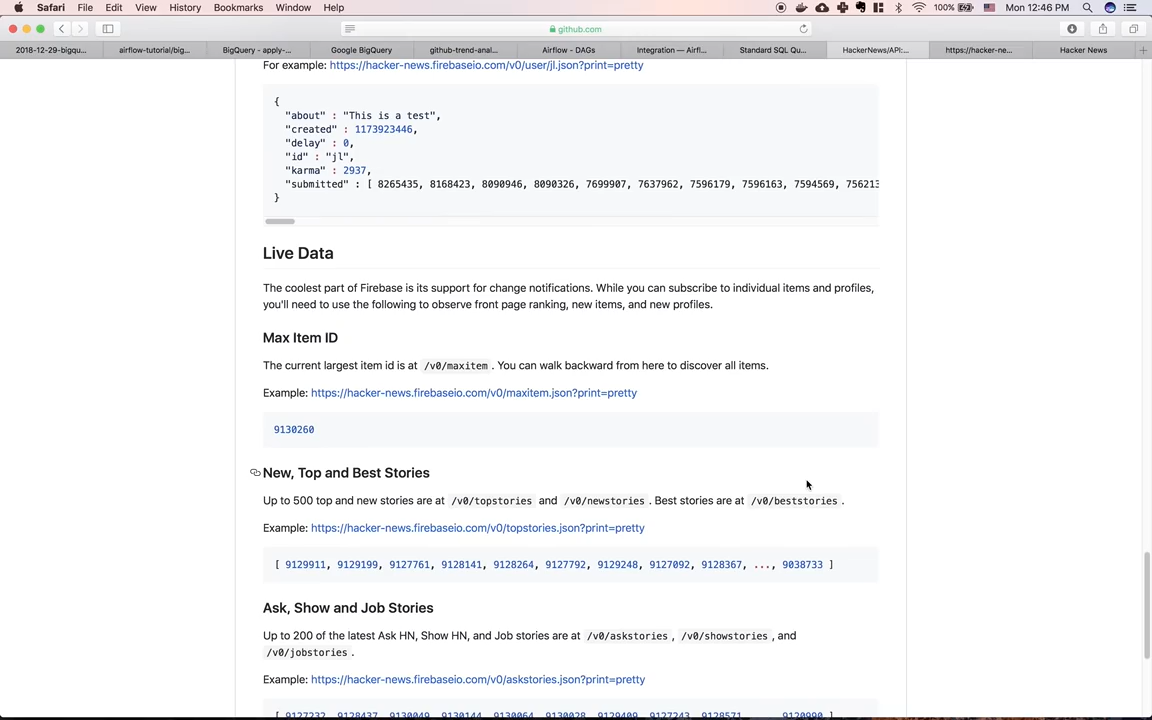 Safari File Edit View History Bookmarks Window Help 100% Mon 12:46 PM
github.com
2018-12-29-bigqu... airflow-tutorial/big... BigQuery - apply-... Google BigQuery github-trend-anal... Airflow - DAGs Integration — Airfl... Standard SQL Qu... HackerNews/API:... https://hacker-ne... Hacker News
For example: https://hacker-news.firebaseio.com/v0/user/jl.json?print=pretty
{
"about" : "This is a test",
"created" : 1173923446,
"delay" : 0,
"id" : "jl",
"karma" : 2937,
"submitted" : [ 8265435, 8168423, 8090946, 8090326, 7699907, 7637962, 7596179, 7596163, 7594569, 756213
}
Live Data
The coolest part of Firebase is its support for change notifications. While you can subscribe to individual items and profiles,
you'll need to use the following to observe front page ranking, new items, and new profiles.
Max Item ID
The current largest item id is at /v0/maxitem . You can walk backward from here to discover all items.
Example: https://hacker-news.firebaseio.com/v0/maxitem.json?print=pretty
9130260
New, Top and Best Stories
Up to 500 top and new stories are at /v0/topstories and /v0/newstories . Best stories are at /v0/beststories .
Example: https://hacker-news.firebaseio.com/v0/topstories.json?print=pretty
[ 9129911, 9129199, 9127761, 9128141, 9128264, 9127792, 9129248, 9127092, 9128367, ..., 9038733 ]
Ask, Show and Job Stories
Up to 200 of the latest Ask HN, Show HN, and Job stories are at /v0/askstories , /v0/showstories , and
/v0/jobstories .
Example: https://hacker-news.firebaseio.com/v0/askstories.json?print=pretty
[ 9127232, 9128437, 9130049, 9130144, 9130064, 9130028, 9129409, 9127243, 9128571, ..., 9120990 ]